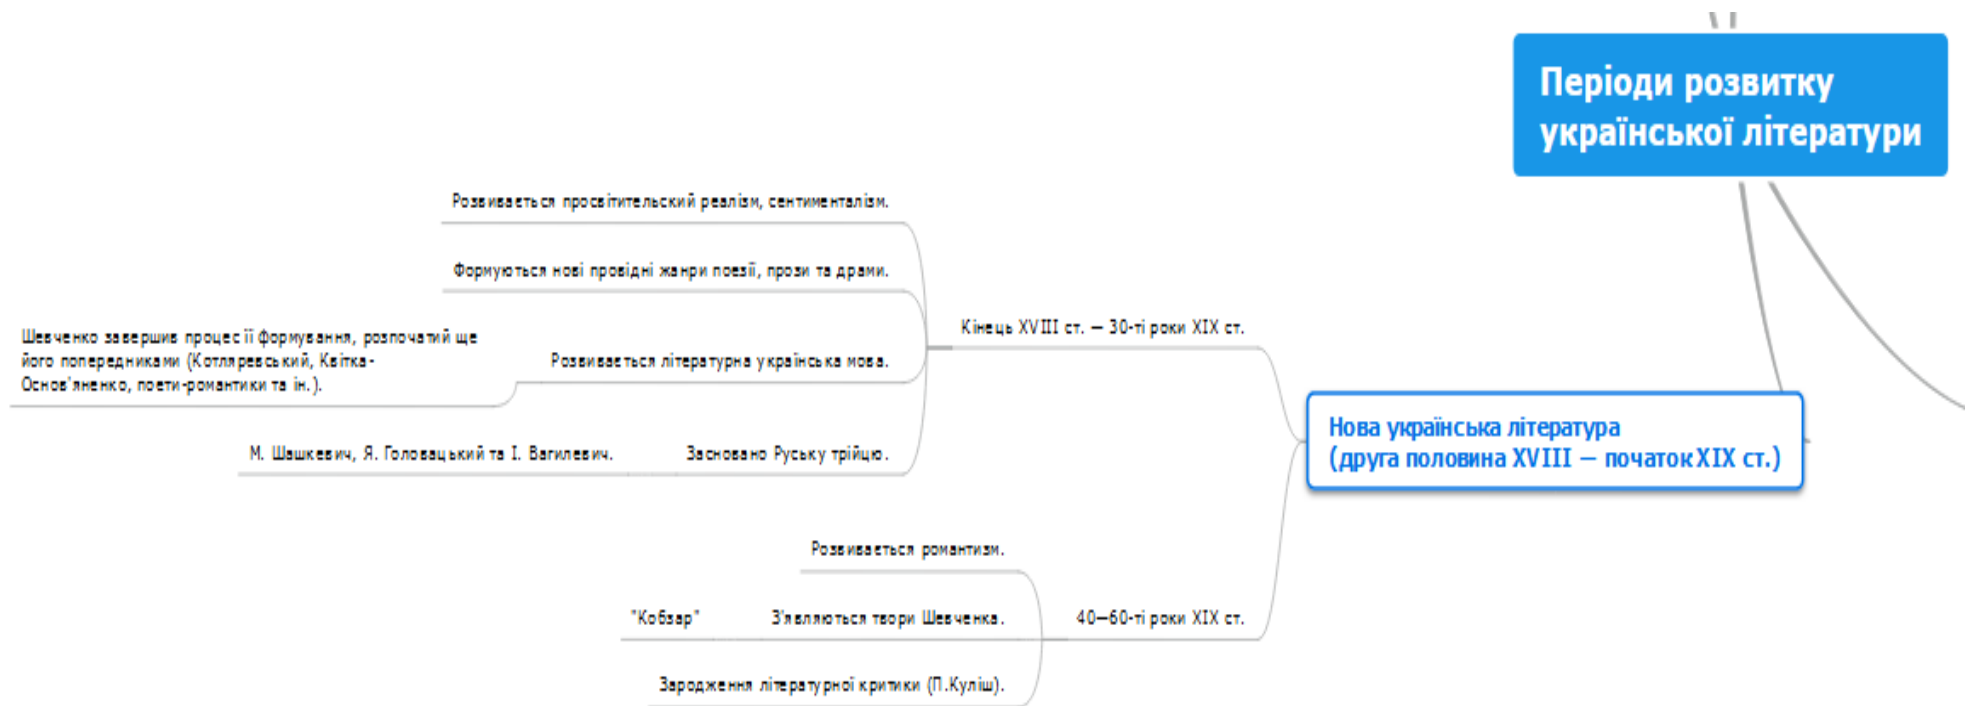 Періоди розвитку
української літератури
Нова українська література
(друга половина XVIII — початок XIX ст.)
Кінець XVIII ст. — 30-ті роки XIX ст.
Розвивається просвітительский реалізм, сентименталізм.
Формуються нові провідні жанри поезії, прози та драми.
Розвивається літературна українська мова.
Шевченко завершив процес її формування, розпочатий ще
його попередниками (Котляревський, Квітка-
Основ'яненко, поети-романтики та ін.).
Засновано Руську трійцю.
М. Шашкевич, Я. Головацький та І. Вагилевич.
40—60-ті роки XIX ст.
Розвивається романтизм.
З'являються твори Шевченка.
"Кобзар"
Зародження літературної критики (П.Куліш).